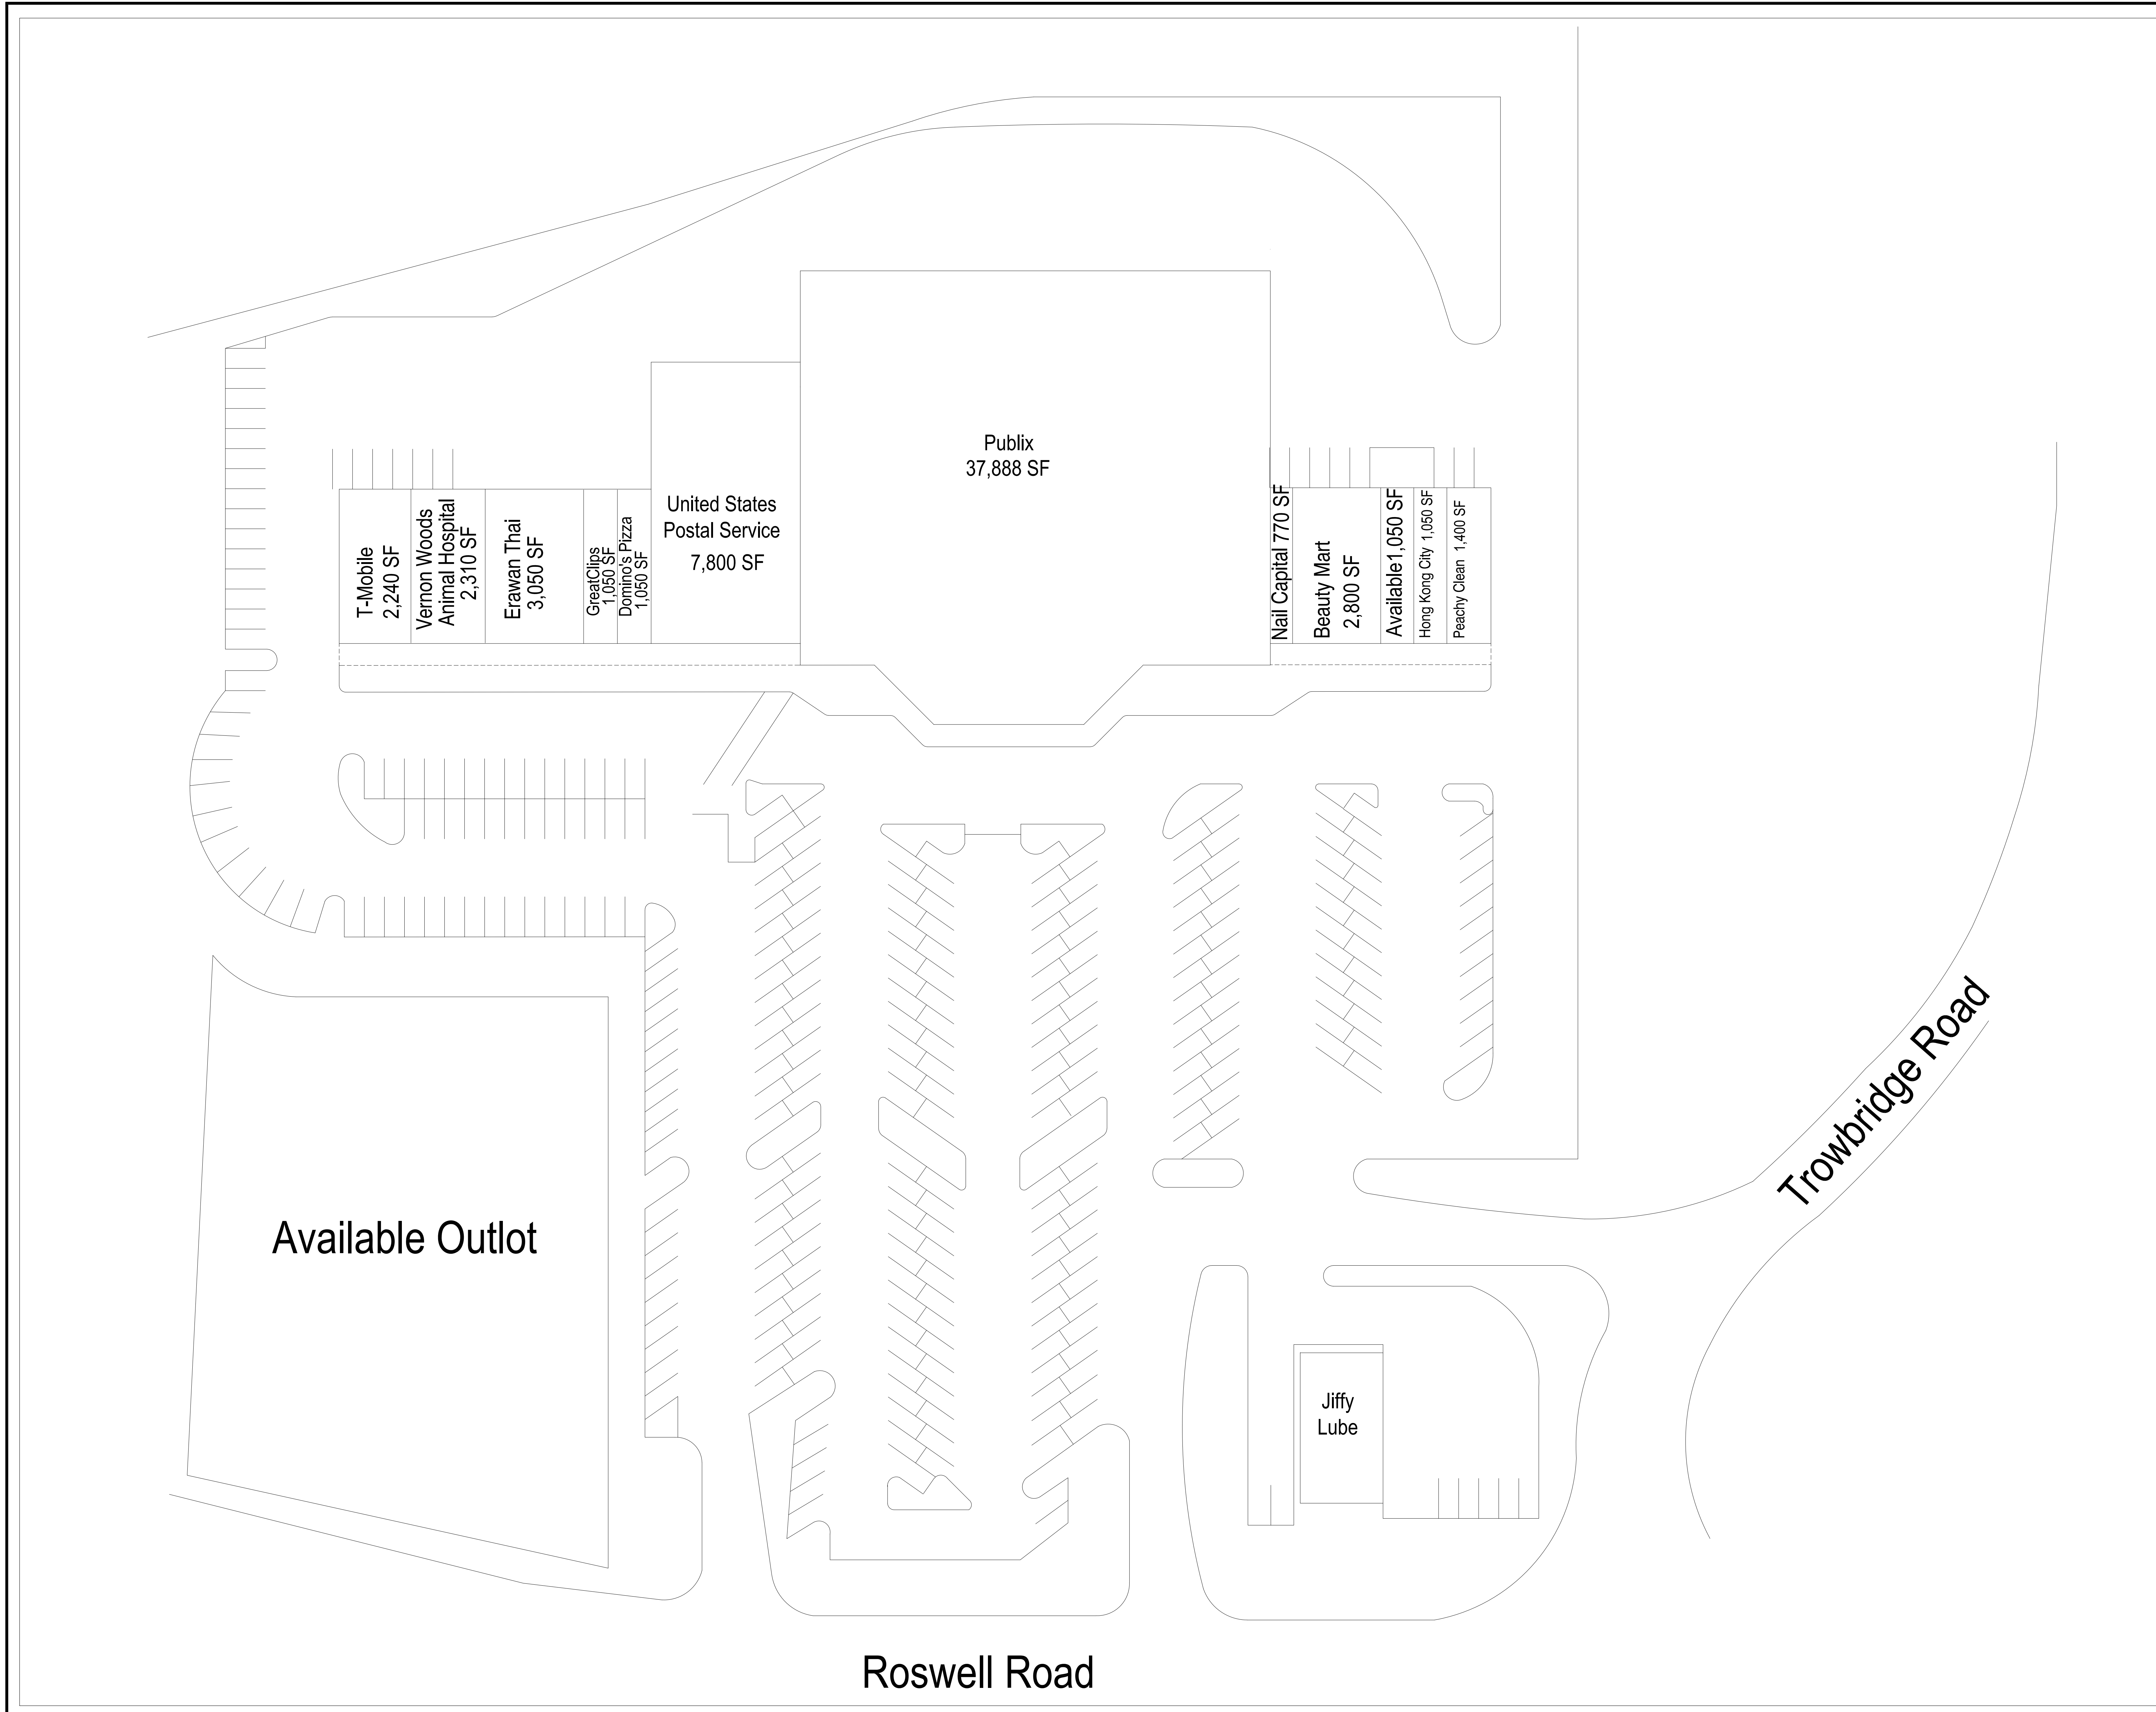 Publix
37,888 SF
United States
Postal Service
7,800 SF
T-Mobile
2,240 SF
Vernon Woods
Animal Hospital
2,310 SF
Erawan Thai
3,050 SF
GreatClips
1,050 SF
Domino's Pizza
1,050 SF
Nail Capital 770 SF
Beauty Mart
2,800 SF
Available1,050 SF
Hong Kong City 1,050 SF
Peachy Clean 1,400 SF
Trowbridge Road
Available Outlot
Jiffy
Lube
Roswell Road